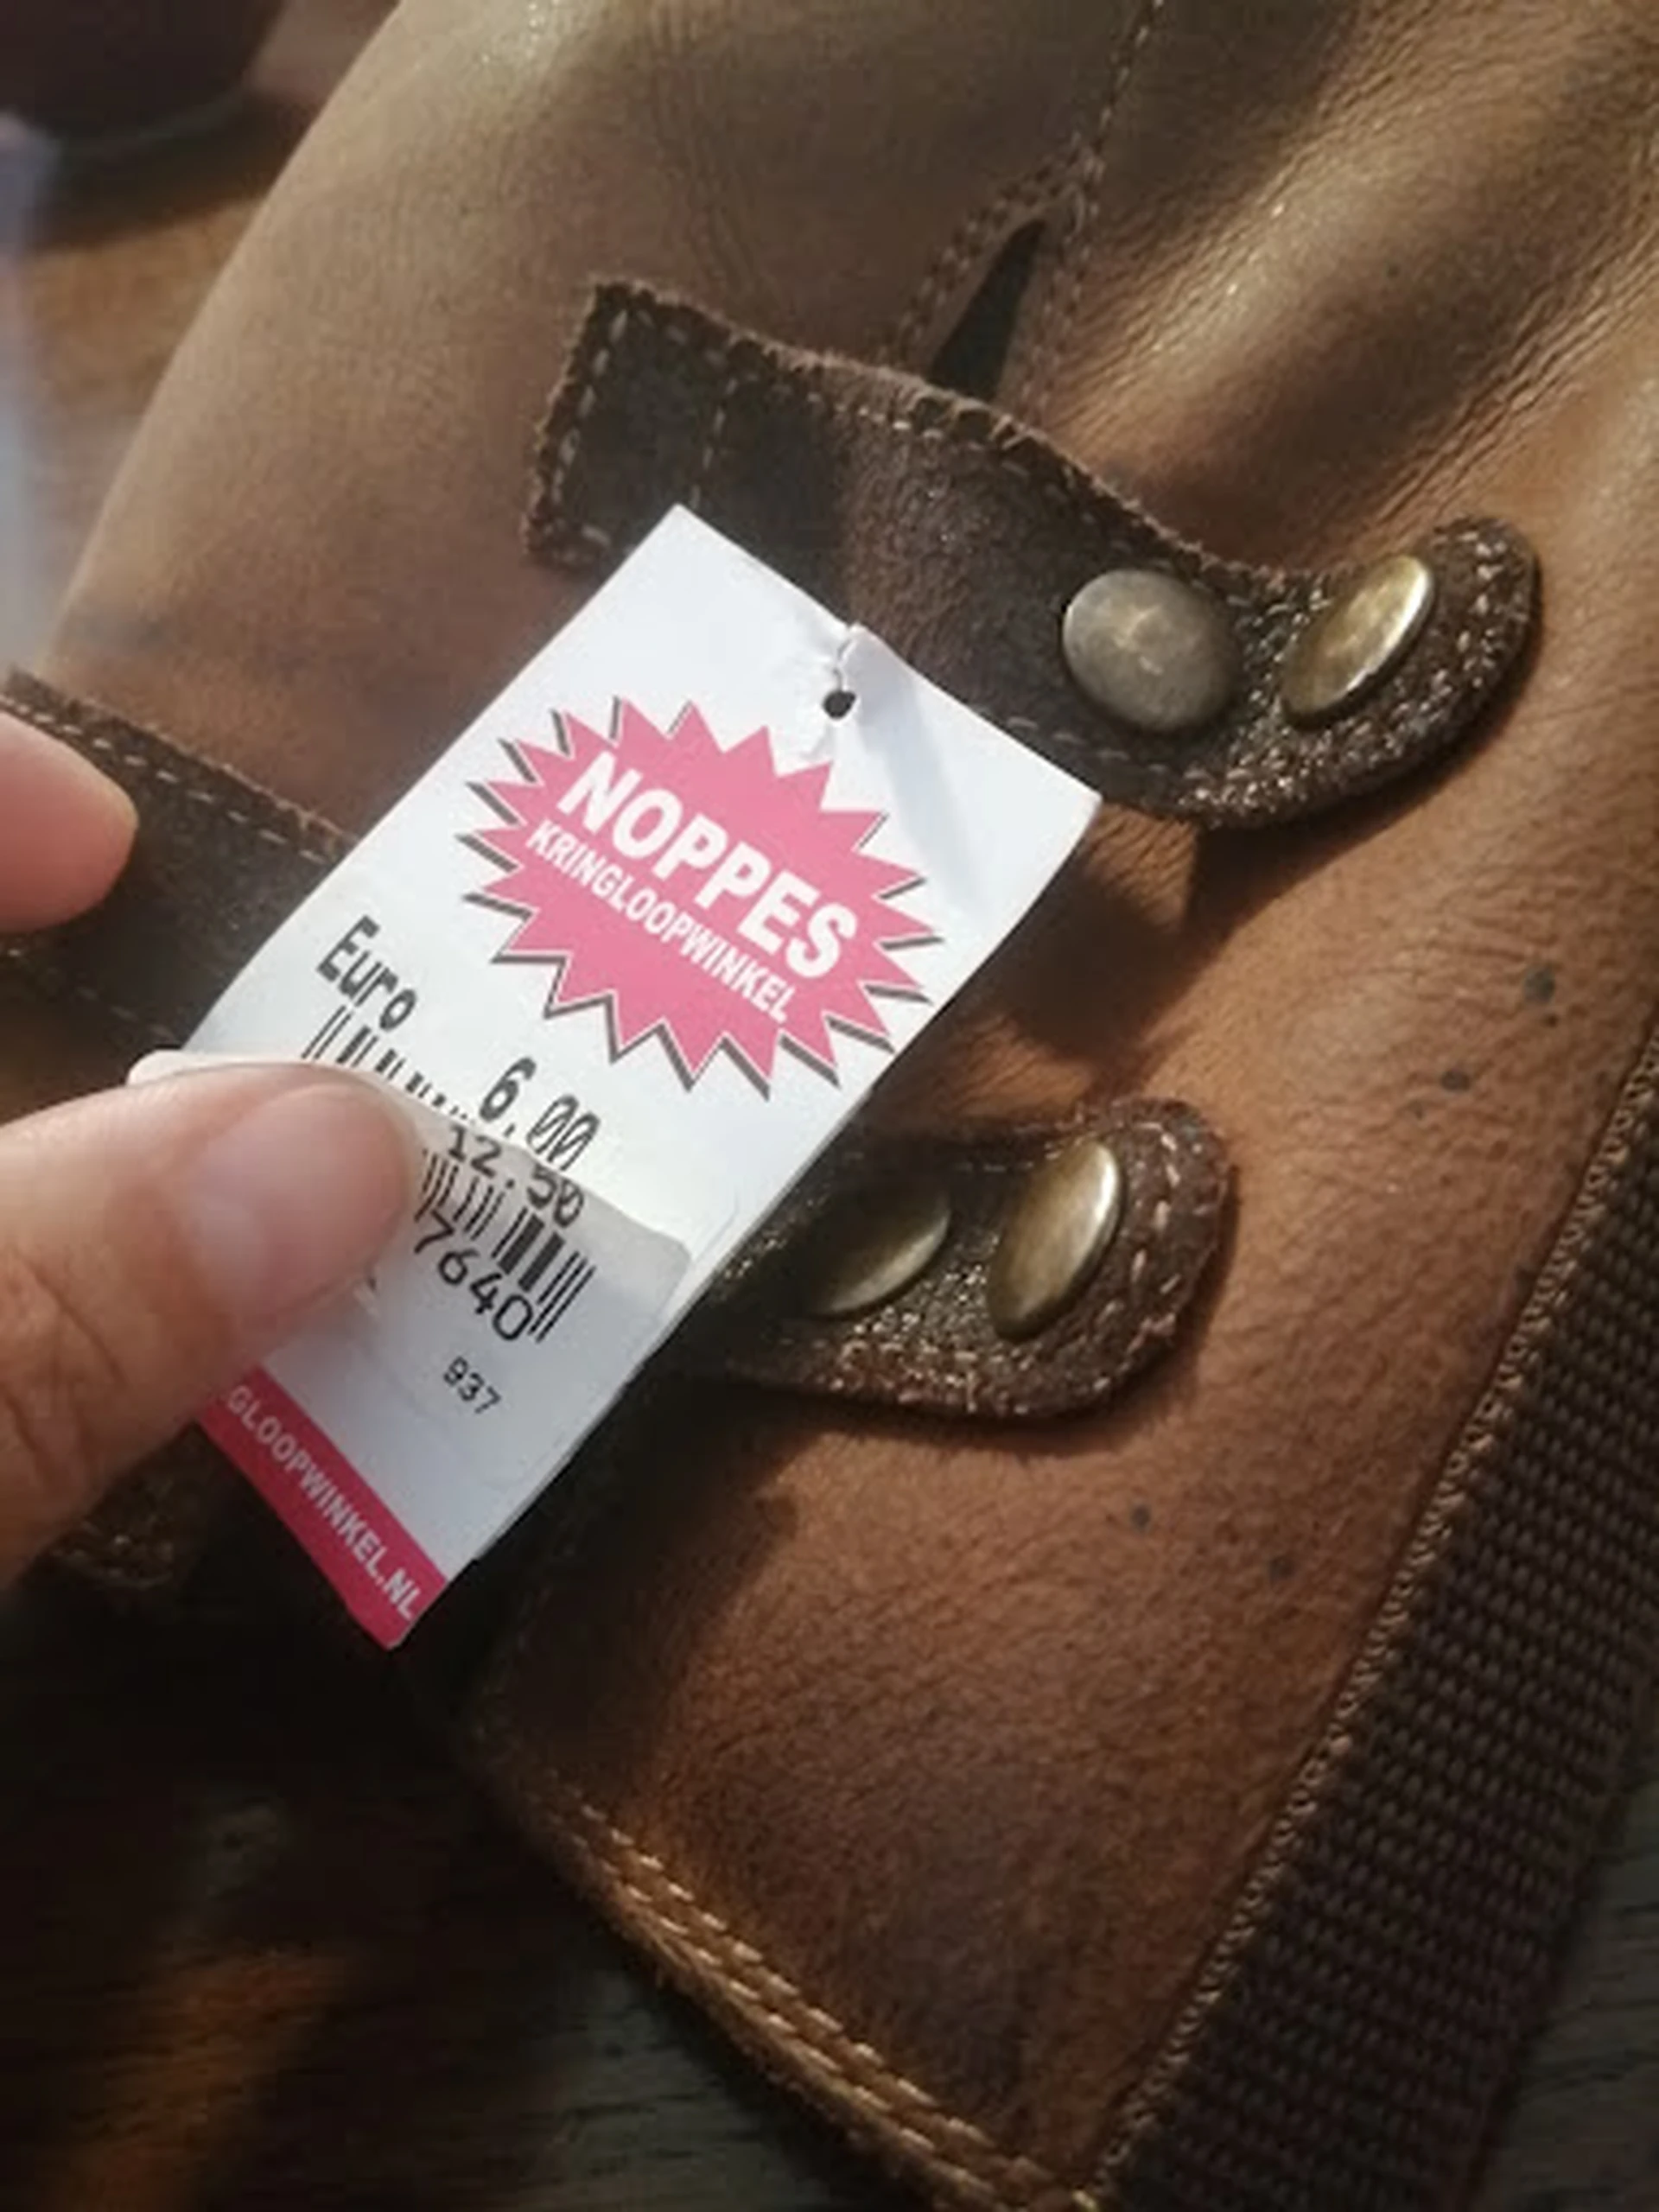 NOPPES
KRINGLOOPWINKEL
Euro
6.00
12.50
7640
937
GLOOPWINKEL.NL